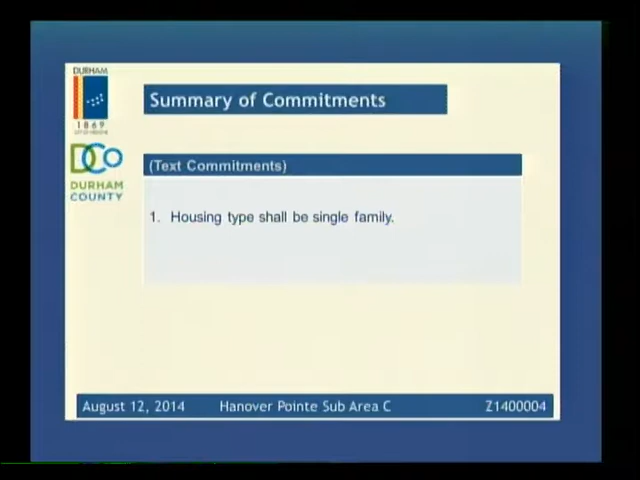 DURHAM
1869
Summary of Commitments
DCO
DURHAM
COUNTY
(Text Commitments)
1. Housing type shall be single family.
August 12, 2014 Hanover Pointe Sub Area C Z1400004